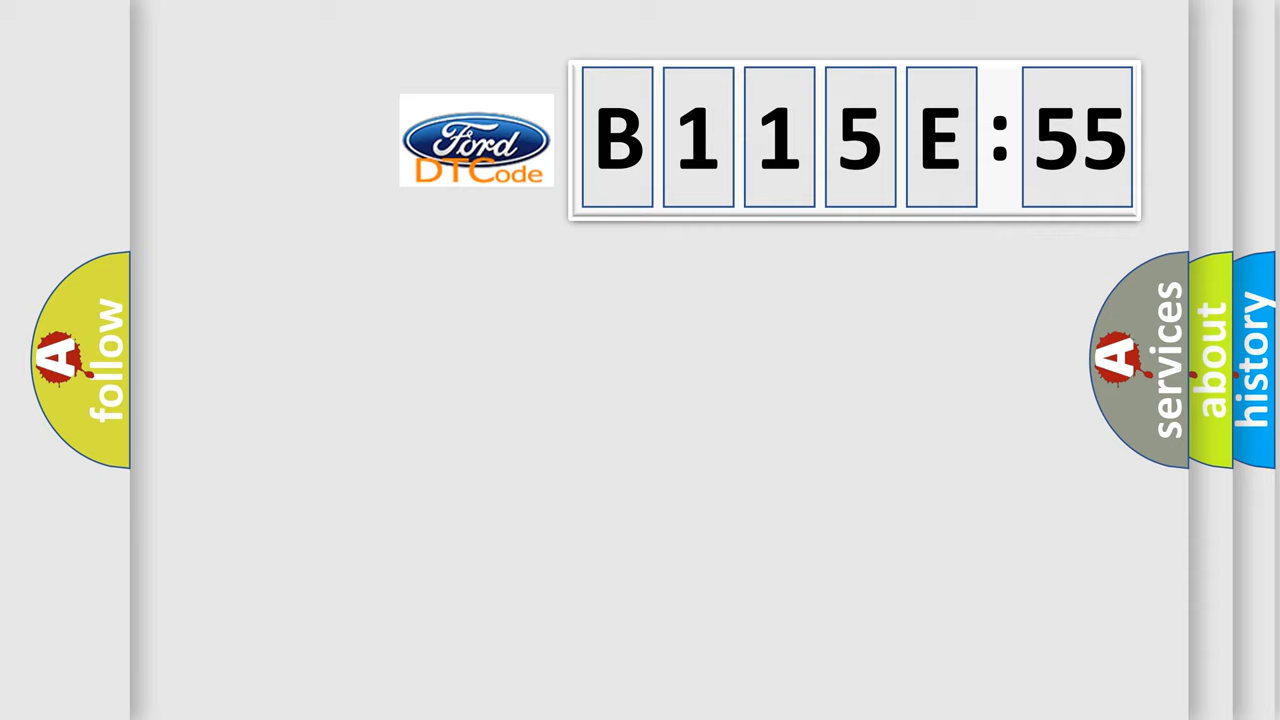 B115E:55
Ford
DTCode
A follow
A services
about
history